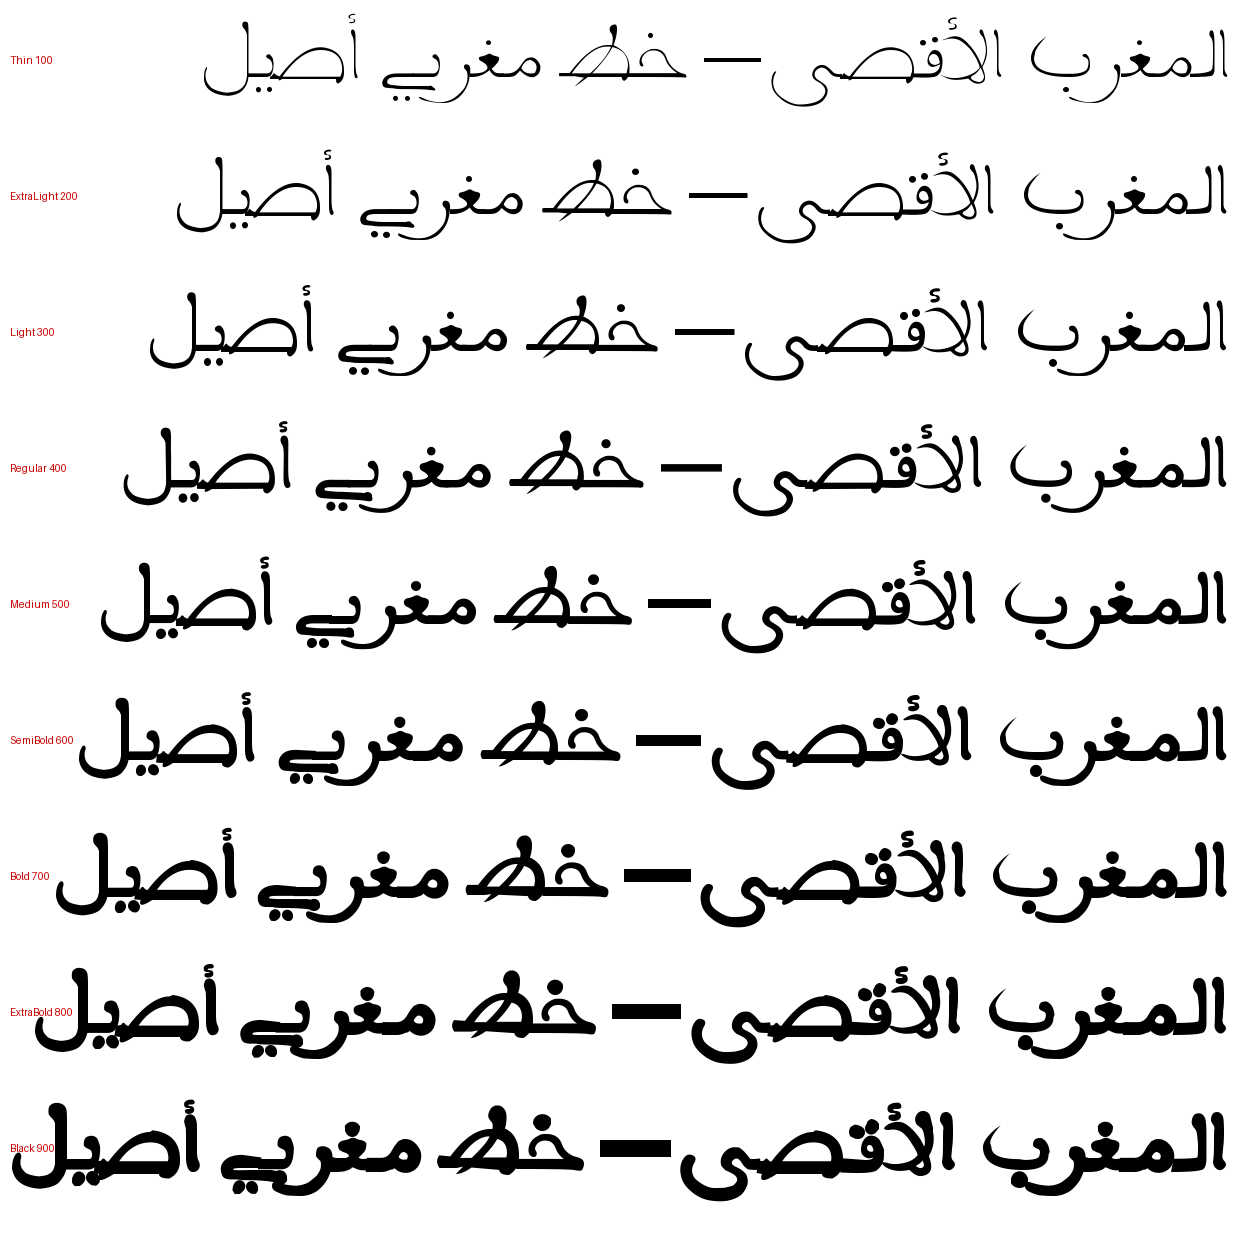 Thin 100 المغرب الأقصى — خط مغربي أصيل
ExtraLight 200 المغرب الأقصى — خط مغربي أصيل
Light 300 المغرب الأقصى — خط مغربي أصيل
Regular 400 المغرب الأقصى — خط مغربي أصيل
Medium 500 المغرب الأقصى — خط مغربي أصيل
SemiBold 600 المغرب الأقصى — خط مغربي أصيل
Bold 700 المغرب الأقصى — خط مغربي أصيل
ExtraBold 800 المغرب الأقصى — خط مغربي أصيل
Black 900 المغرب الأقصى — خط مغربي أصيل